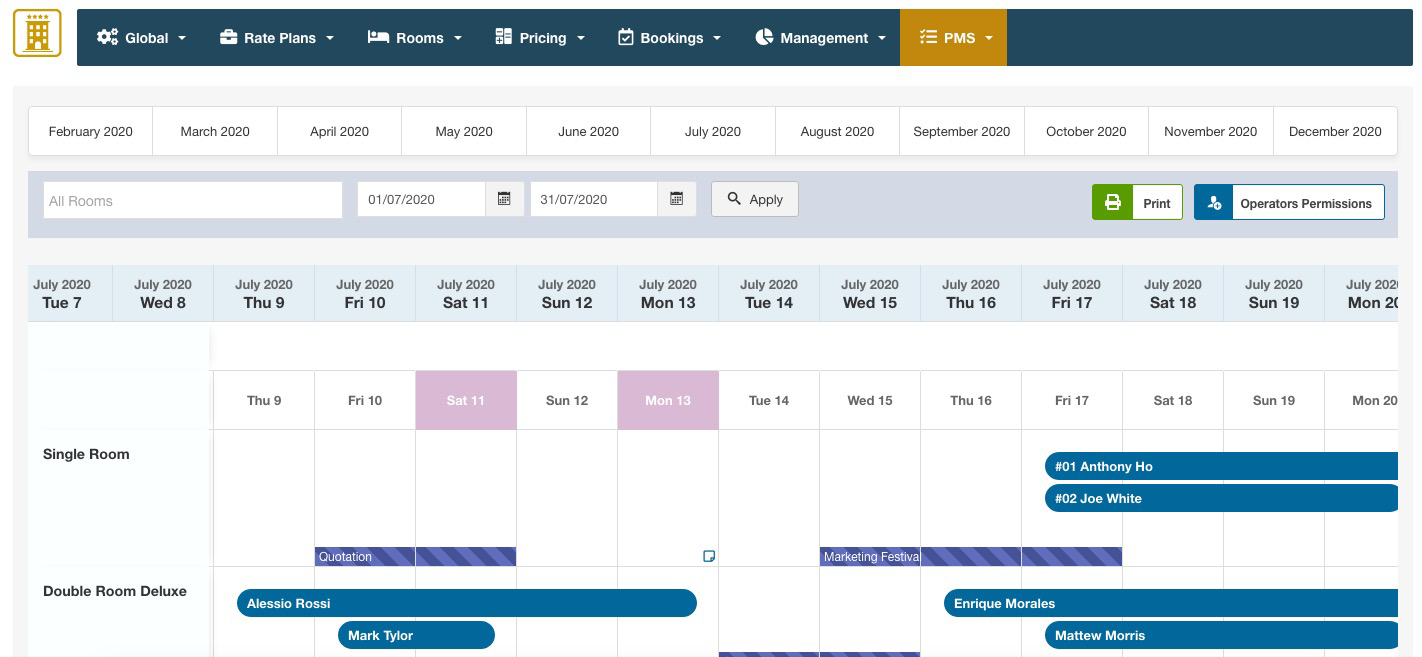 Global Rate Plans Rooms Pricing Bookings Management PMS
February 2020 March 2020 April 2020 May 2020 June 2020 July 2020 August 2020 September 2020 October 2020 November 2020 December 2020
All Rooms 01/07/2020 31/07/2020 Apply Print Operators Permissions
July 2020 July 2020 July 2020 July 2020 July 2020 July 2020 July 2020 July 2020 July 2020 July 2020 July 2020 July 2020 July 2020 July 202
Tue 7 Wed 8 Thu 9 Fri 10 Sat 11 Sun 12 Mon 13 Tue 14 Wed 15 Thu 16 Fri 17 Sat 18 Sun 19 Mon 20
Thu 9 Fri 10 Sat 11 Sun 12 Mon 13 Tue 14 Wed 15 Thu 16 Fri 17 Sat 18 Sun 19 Mon 20
Single Room
#01 Anthony Ho
#02 Joe White
Quotation Marketing Festival
Double Room Deluxe
Alessio Rossi Enrique Morales
Mark Tylor Mattew Morris